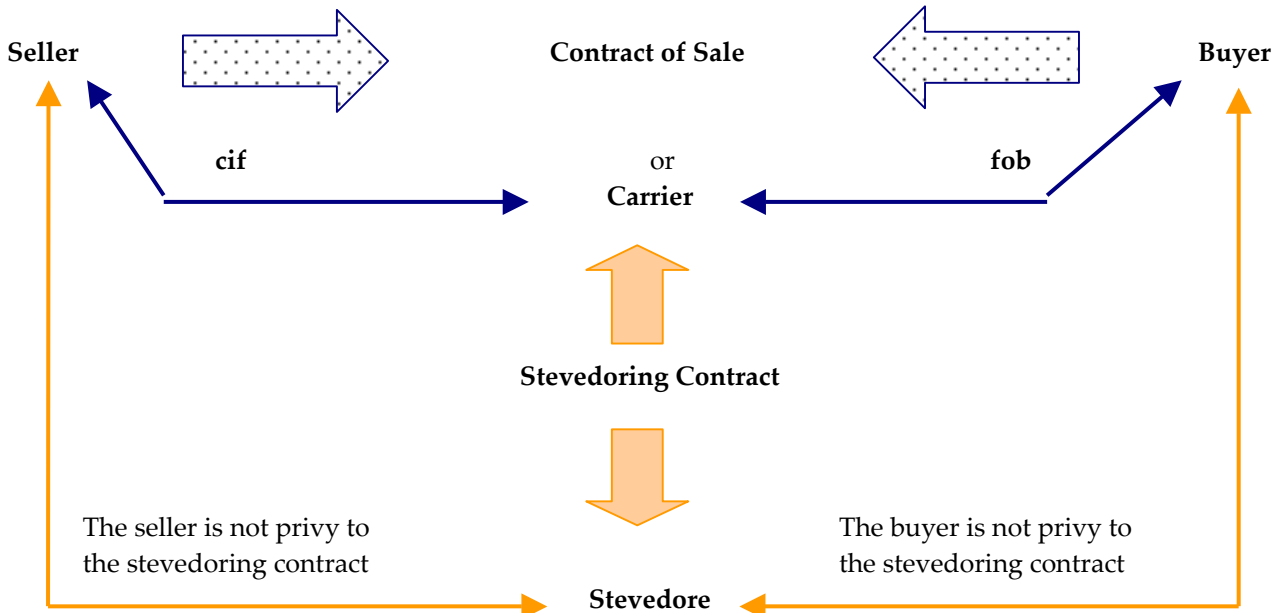 Seller
Contract of Sale
Buyer
cif
or
fob
Carrier
Stevedoring Contract
The seller is not privy to
the stevedoring contract
The buyer is not privy to
the stevedoring contract
Stevedore